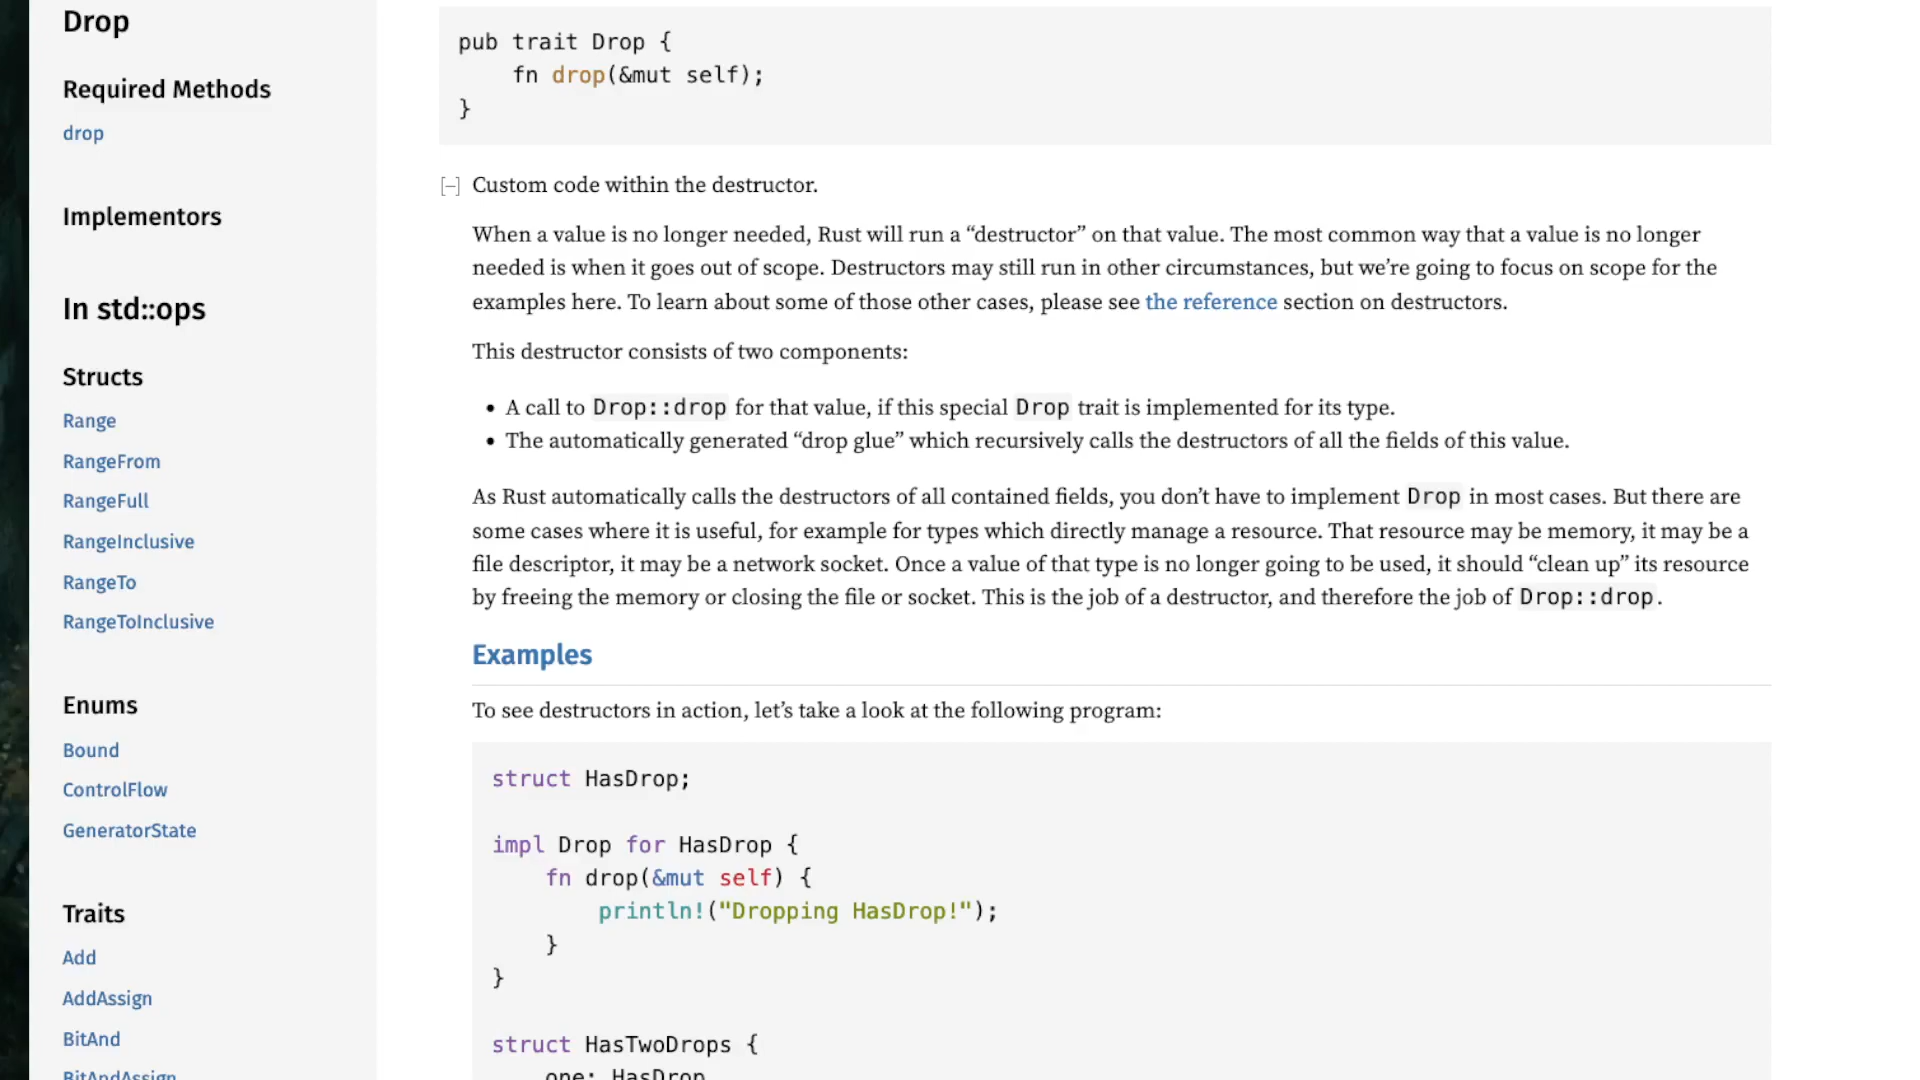 Drop
Required Methods
drop
Implementors
In std::ops
Structs
Range
RangeFrom
RangeFull
RangeInclusive
RangeTo
RangeToInclusive
Enums
Bound
ControlFlow
GeneratorState
Traits
Add
AddAssign
BitAnd
BitAndAssign
pub trait Drop {
    fn drop(&mut self);
}
[−] Custom code within the destructor.
When a value is no longer needed, Rust will run a “destructor” on that value. The most common way that a value is no longer
needed is when it goes out of scope. Destructors may still run in other circumstances, but we’re going to focus on scope for the
examples here. To learn about some of those other cases, please see the reference section on destructors.
This destructor consists of two components:
• A call to Drop::drop for that value, if this special Drop trait is implemented for its type.
• The automatically generated “drop glue” which recursively calls the destructors of all the fields of this value.
As Rust automatically calls the destructors of all contained fields, you don’t have to implement Drop in most cases. But there are
some cases where it is useful, for example for types which directly manage a resource. That resource may be memory, it may be a
file descriptor, it may be a network socket. Once a value of that type is no longer going to be used, it should “clean up” its resource
by freeing the memory or closing the file or socket. This is the job of a destructor, and therefore the job of Drop::drop.
Examples
To see destructors in action, let’s take a look at the following program:
struct HasDrop;
impl Drop for HasDrop {
    fn drop(&mut self) {
        println!("Dropping HasDrop!");
    }
}
struct HasTwoDrops {
    one: HasDrop